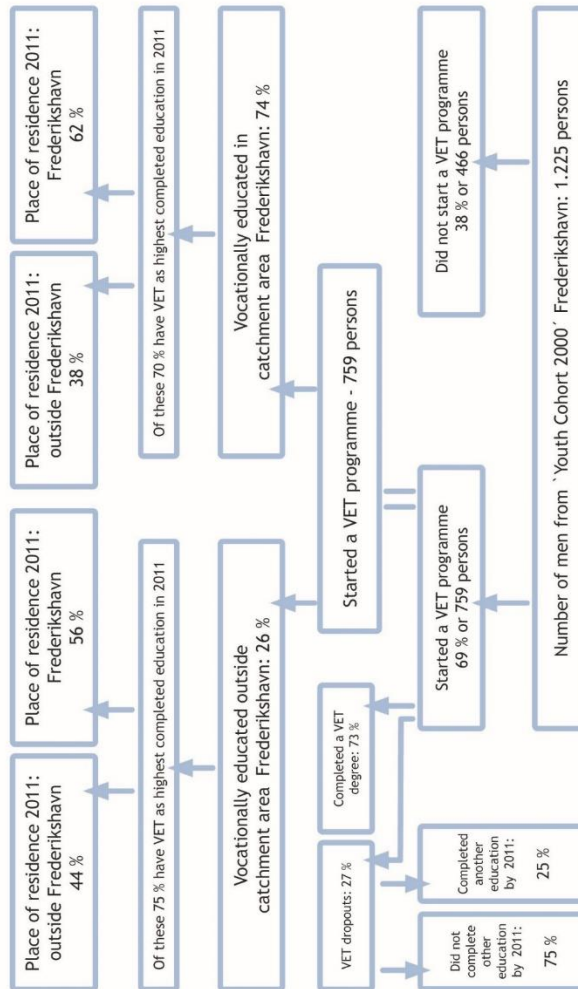 Place of residence 2011:
outside Frederikshavn
44 %
Place of residence 2011:
Frederikshavn
56 %
Place of residence 2011:
outside Frederikshavn
38 %
Place of residence 2011:
Frederikshavn
62 %
Of these 75 % have VET as highest completed education in 2011
Of these 70 % have VET as highest completed education in 2011
Vocationally educated outside
catchment area  Frederikshavn: 26 %
Vocationally educated in
catchment area  Frederikshavn: 74 %
Started a VET programme - 759 persons
VET dropouts: 27 %
Completed a VET
degree: 73 %
Did not
complete
other
education
by 2011:
75 %
Completed
another
education
by 2011:
25 %
Started a VET programme
69 % or 759 persons
Did not start a VET programme
38 % or 466 persons
Number of men from `Youth Cohort 2000´ Frederikshavn: 1.225 persons